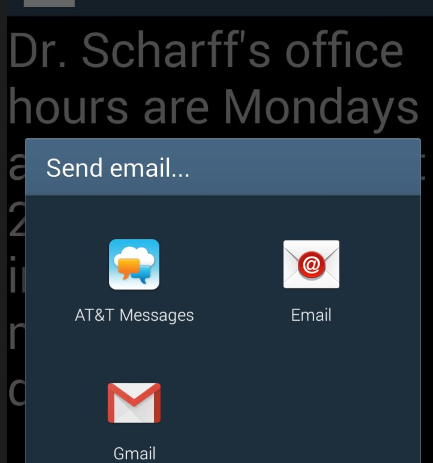 Dr. Scharff's office
hours are Mondays
Send email...
AT&T Messages
Email
Gmail